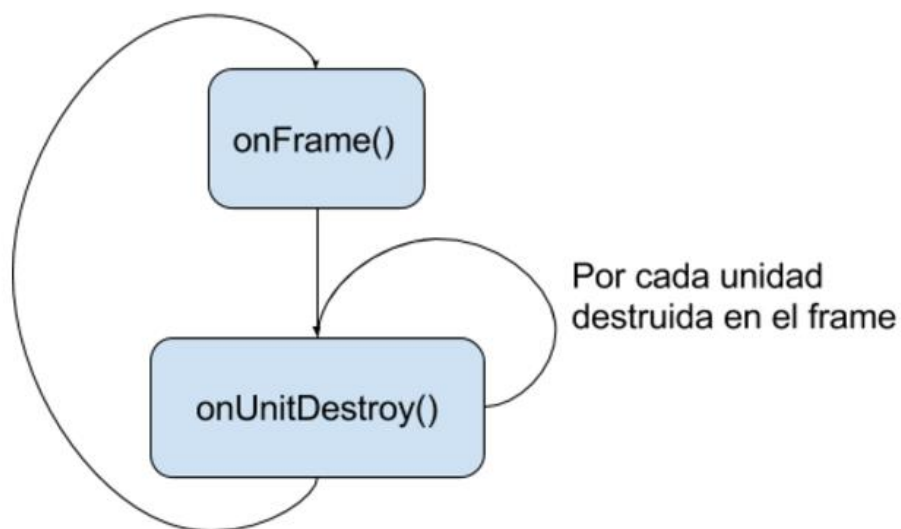 onFrame()
Por cada unidad
destruida en el frame
onUnitDestroy()